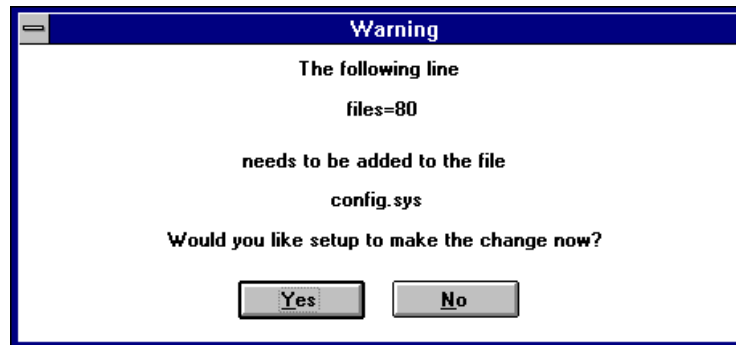 Warning
The following line
files=80
needs to be added to the file
config.sys
Would you like setup to make the change now?
Yes No